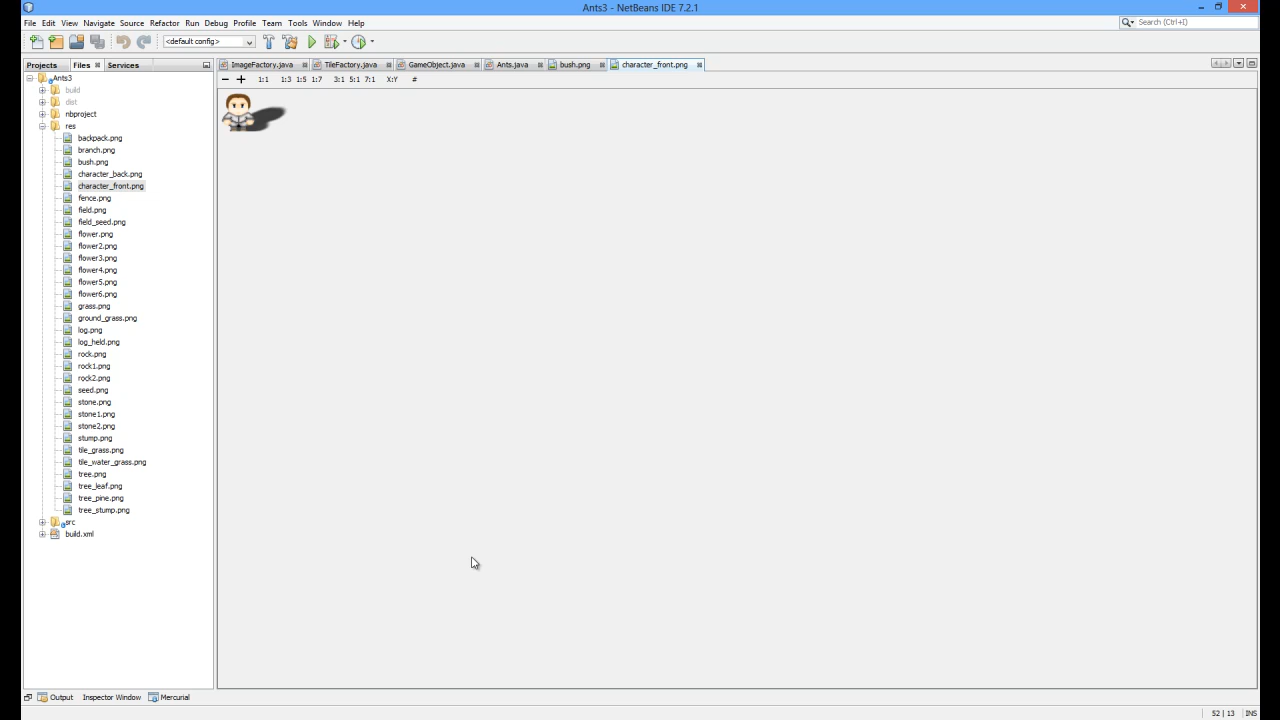 Ants3 - NetBeans IDE 7.2.1
File Edit View Navigate Source Refactor Run Debug Profile Team Tools Window Help
Search (Ctrl+I)
<default config>
Projects Files Services
ImageFactory.java TileFactory.java GameObject.java Ants.java bush.png character_front.png
1:1 1:3 1:5 1:7 3:1 5:1 7:1 X:Y #
Ants3
build
dist
nbproject
res
backpack.png
branch.png
bush.png
character_back.png
character_front.png
fence.png
field.png
field_seed.png
flower.png
flower2.png
flower3.png
flower4.png
flower5.png
flower6.png
grass.png
ground_grass.png
log.png
log_held.png
rock.png
rock1.png
rock2.png
seed.png
stone.png
stone1.png
stone2.png
stump.png
tile_grass.png
tile_water_grass.png
tree.png
tree_leaf.png
tree_pine.png
tree_stump.png
src
build.xml
Output Inspector Window Mercurial
52 | 13 INS